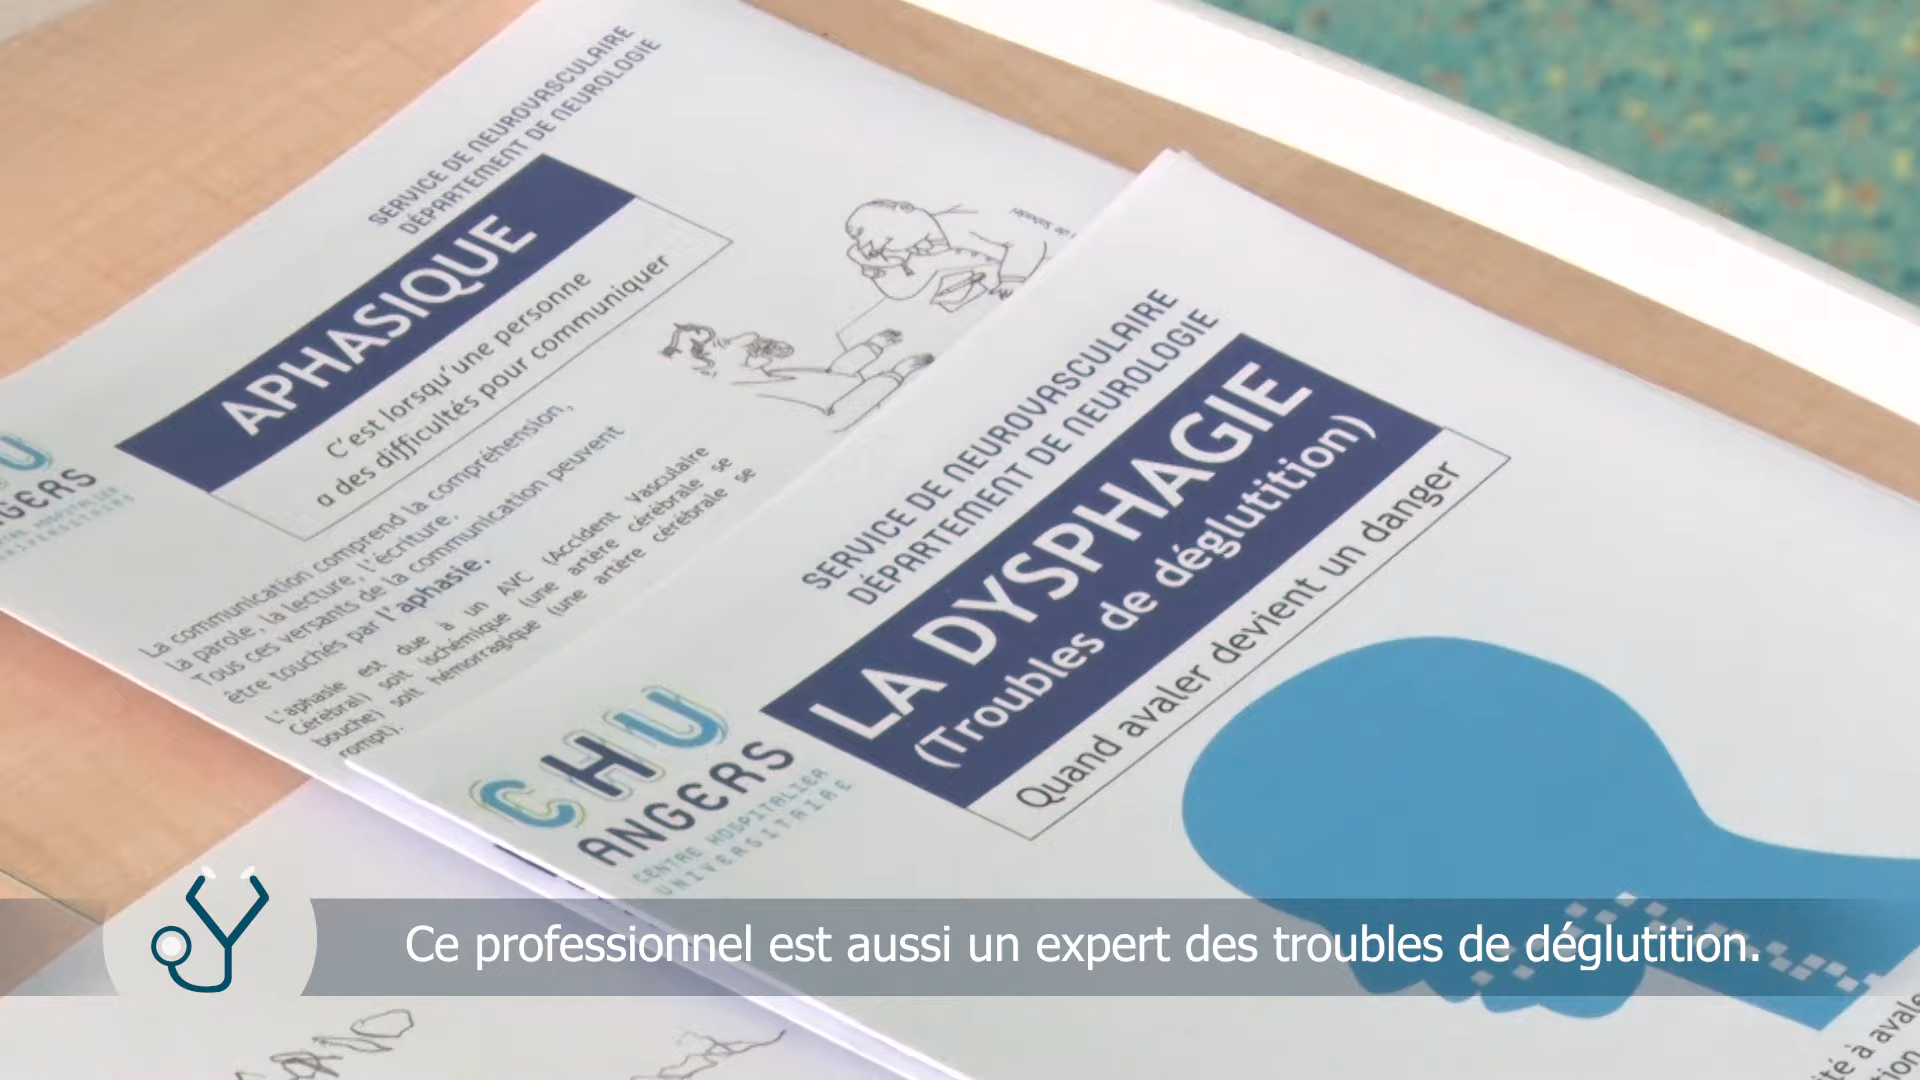 SERVICE DE NEUROVASCULAIRE
DÉPARTEMENT DE NEUROLOGIE
APHASIQUE
C'est lorsqu'une personne
a des difficultés pour communiquer
La communication comprend la compréhension,
la parole, la lecture, l'écriture.
Tous ces versants de la communication peuvent
être touchés par l'aphasie.
L'aphasie est due à un AVC (Accident Vasculaire
Cérébral) soit ischémique (une artère cérébrale se
bouche) soit hémorragique (une artère cérébrale se
rompt).
SERVICE DE NEUROVASCULAIRE
DÉPARTEMENT DE NEUROLOGIE
LA DYSPHAGIE
(Troubles de déglutition)
Quand avaler devient un danger
CHU
ANGERS
CENTRE HOSPITALIER
UNIVERSITAIRE
Ce professionnel est aussi un expert des troubles de déglutition.